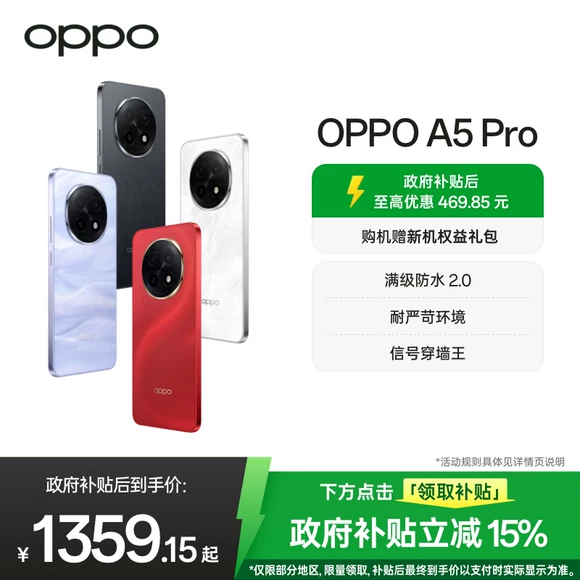 oppo
OPPO A5 Pro
政府补贴后
至高优惠 469.85 元
购机赠新机权益礼包
满级防水 2.0
耐严苛环境
信号穿墙王
oppo
oppo
oppo
oppo
*活动规则具体见详情页说明
政府补贴后到手价:
¥1359.15起
下方点击「领取补贴」
政府补贴立减 15%
*仅限部分地区, 限量领取, 补贴后最终到手价以支付时实际显示为准。